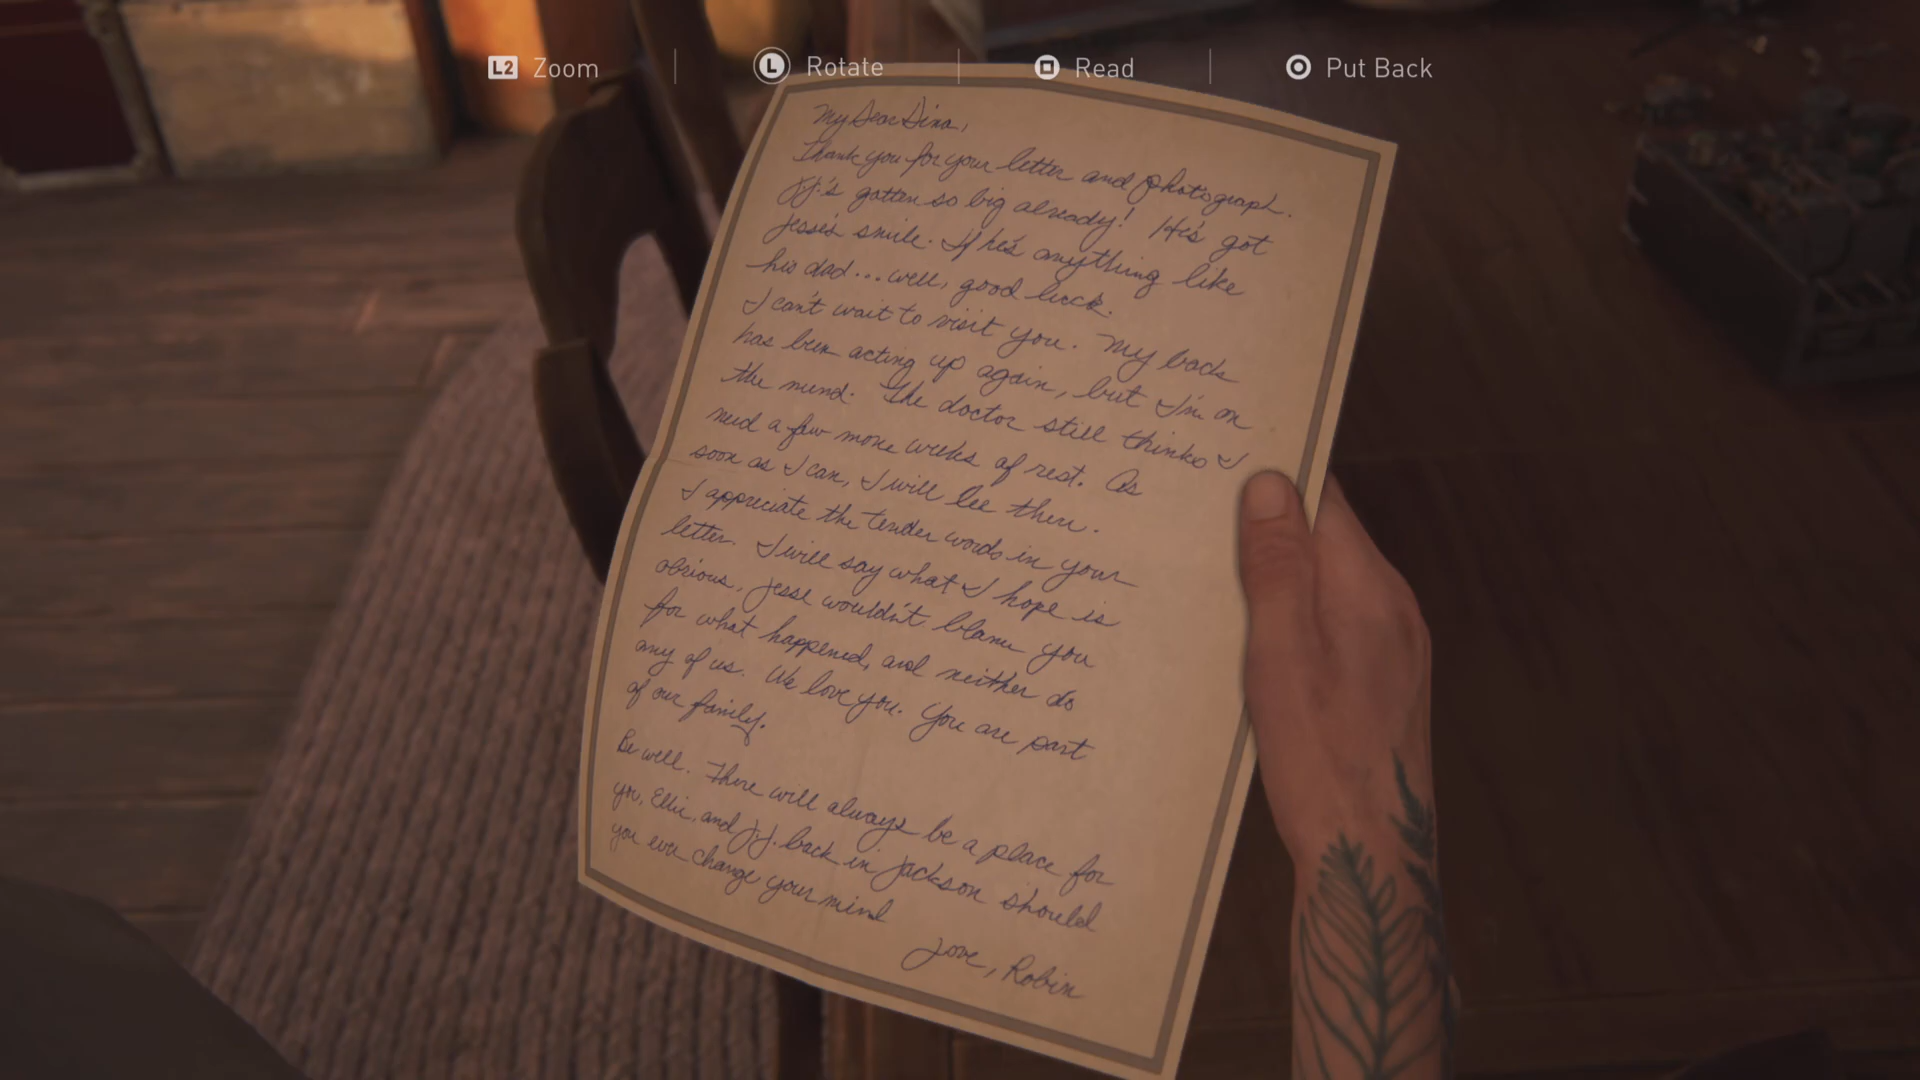 L2 Zoom L Rotate Read Put Back
My Dear Dina,
Thank you for your letter and photograph.
J.J.'s gotten so big already! He's got
Jesse's smile. If he's anything like
his dad...well, good luck.
I can't wait to visit you. My back
has been acting up again, but I'm on
the mend. The doctor still thinks I
need a few more weeks of rest. As
soon as I can, I will be there.
I appreciate the tender words in your
letter. I will say what I hope is
obvious, Jesse wouldn't blame you
for what happened, and neither do
any of us. We love you. You are part
of our family.
Be well. There will always be a place for
you, Ellie, and J.J. back in Jackson should
you ever change your mind
Love, Robin